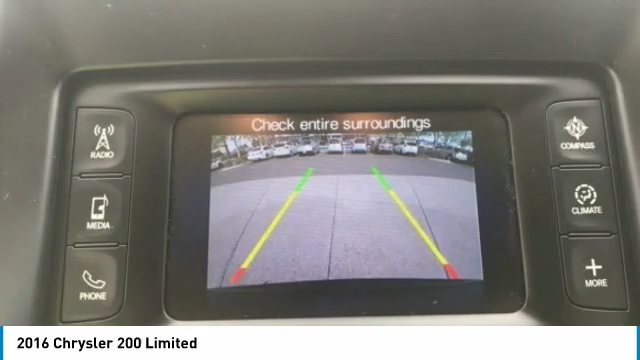 Check entire surroundings
RADIO
MEDIA
PHONE
COMPASS
CLIMATE
MORE
2016 Chrysler 200 Limited